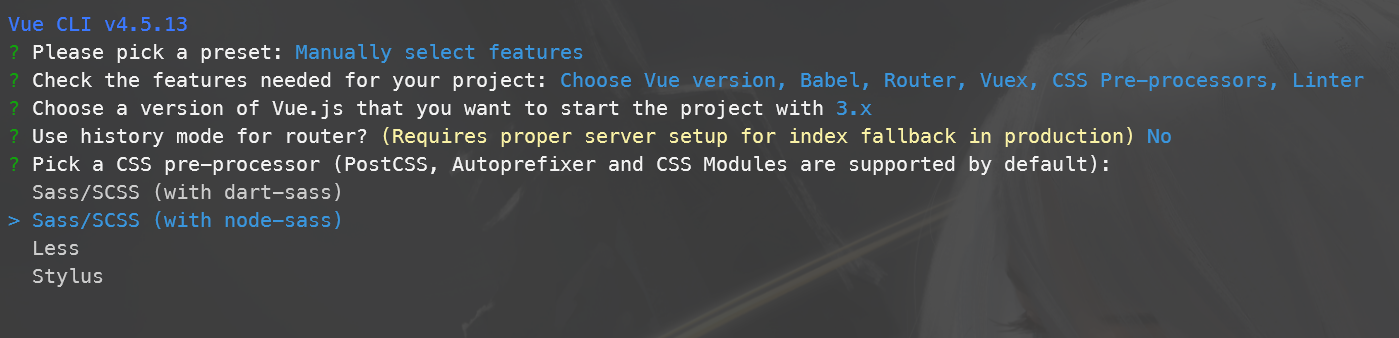 Vue CLI v4.5.13
? Please pick a preset: Manually select features
? Check the features needed for your project: Choose Vue version, Babel, Router, Vuex, CSS Pre-processors, Linter
? Choose a version of Vue.js that you want to start the project with 3.x
? Use history mode for router? (Requires proper server setup for index fallback in production) No
? Pick a CSS pre-processor (PostCSS, Autoprefixer and CSS Modules are supported by default):
  Sass/SCSS (with dart-sass)
> Sass/SCSS (with node-sass)
  Less
  Stylus